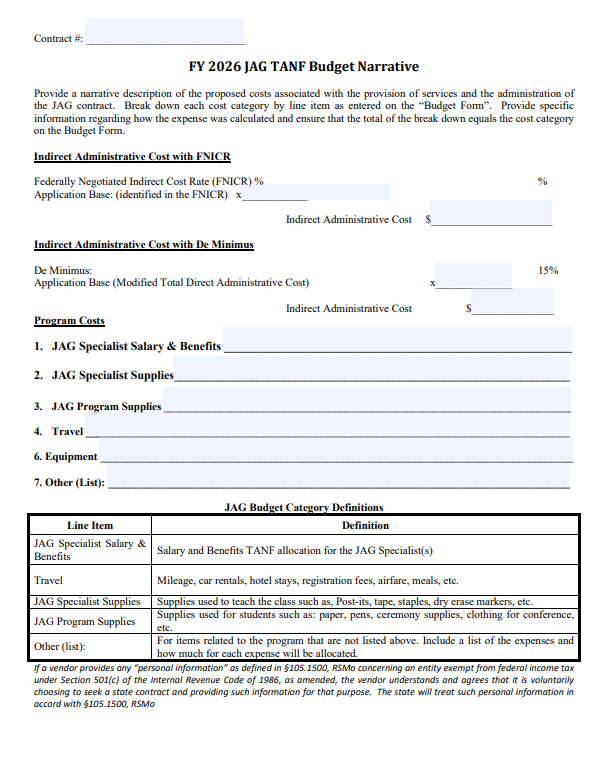 Contract #:
FY 2026 JAG TANF Budget Narrative
Provide a narrative description of the proposed costs associated with the provision of services and the administration of
the JAG contract. Break down each cost category by line item as entered on the “Budget Form”. Provide specific
information regarding how the expense was calculated and ensure that the total of the break down equals the cost category
on the Budget Form.
Indirect Administrative Cost with FNICR
Federally Negotiated Indirect Cost Rate (FNICR) % %
Application Base: (identified in the FNICR) x
Indirect Administrative Cost $
Indirect Administrative Cost with De Minimus
De Minimus: 15%
Application Base (Modified Total Direct Administrative Cost) x
Indirect Administrative Cost $
Program Costs
1. JAG Specialist Salary & Benefits
2. JAG Specialist Supplies
3. JAG Program Supplies
4. Travel
6. Equipment
7. Other (List):
JAG Budget Category Definitions
Line Item Definition
JAG Specialist Salary &
Benefits
Salary and Benefits TANF allocation for the JAG Specialist(s)
Travel Mileage, car rentals, hotel stays, registration fees, airfare, meals, etc.
JAG Specialist Supplies Supplies used to teach the class such as, Post-its, tape, staples, dry erase markers, etc.
JAG Program Supplies
Supplies used for students such as: paper, pens, ceremony supplies, clothing for conference,
etc.
Other (list):
For items related to the program that are not listed above. Include a list of the expenses and
how much for each expense will be allocated.
If a vendor provides any “personal information” as defined in §105.1500, RSMo concerning an entity exempt from federal income tax
under Section 501(c) of the Internal Revenue Code of 1986, as amended, the vendor understands and agrees that it is voluntarily
choosing to seek a state contract and providing such information for that purpose. The state will treat such personal information in
accord with §105.1500, RSMo